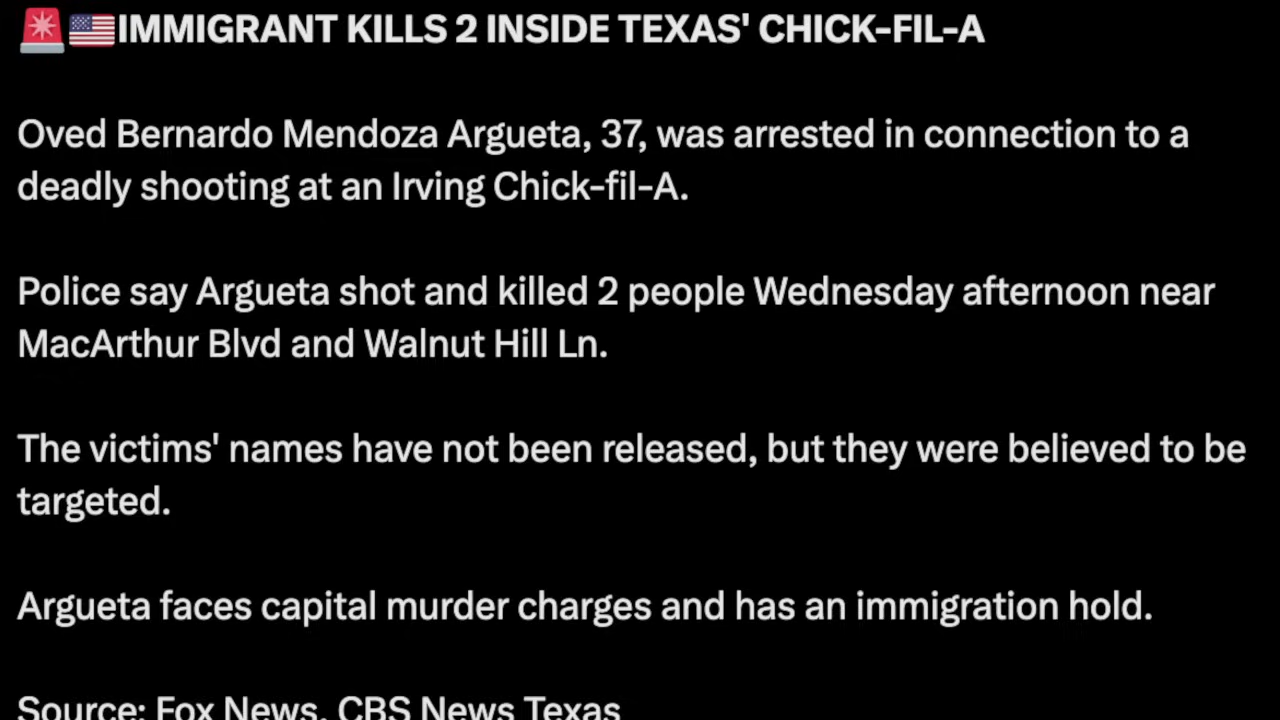 🚨🇺🇸IMMIGRANT KILLS 2 INSIDE TEXAS' CHICK-FIL-A
Oved Bernardo Mendoza Argueta, 37, was arrested in connection to a
deadly shooting at an Irving Chick-fil-A.
Police say Argueta shot and killed 2 people Wednesday afternoon near
MacArthur Blvd and Walnut Hill Ln.
The victims' names have not been released, but they were believed to be
targeted.
Argueta faces capital murder charges and has an immigration hold.
Source: Fox News, CBS News Texas